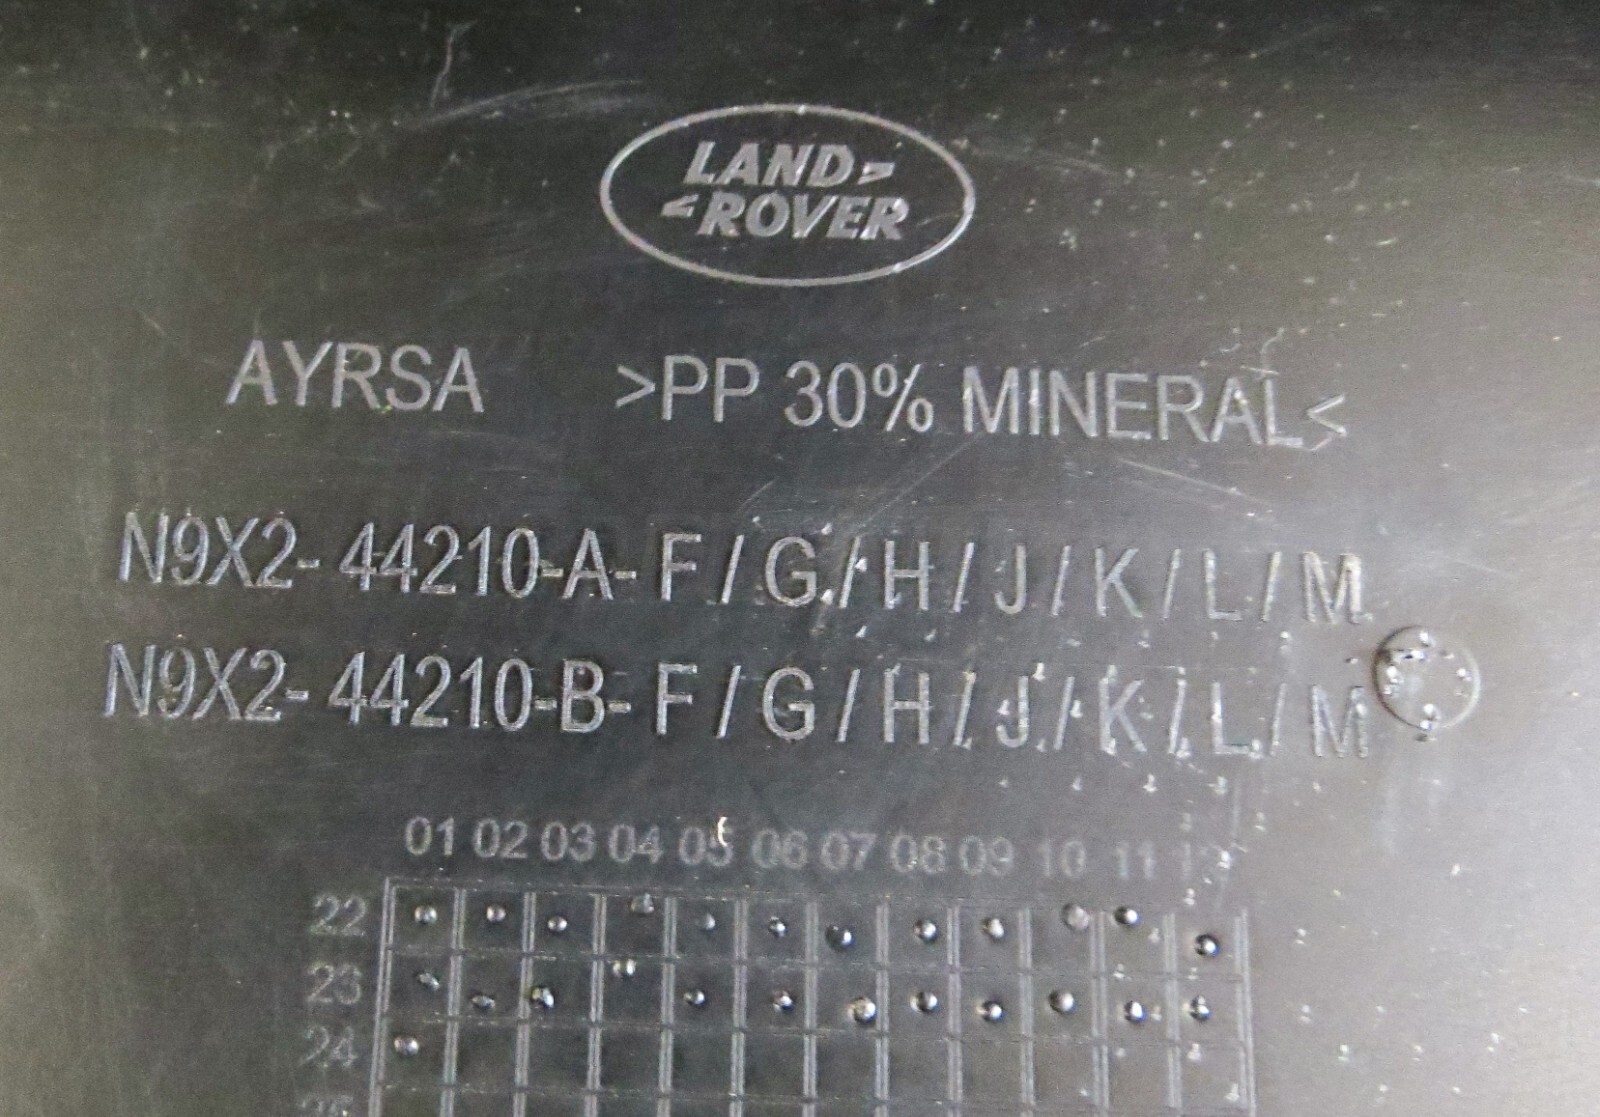 LAND
ROVER
AYRSA >PP 30% MINERAL<
N9X2-44210-A-F/G/H/J/K/L/M
N9X2-44210-B-F/G/H/J/K/L/M
01 02 03 04 05 06 07 08 09 10 11 12
22
23
24